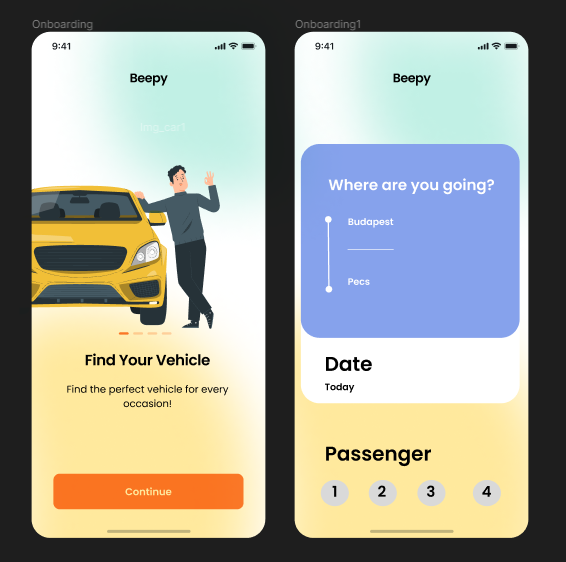 Onboarding
9:41
Beepy
img_car1
Find Your Vehicle
Find the perfect vehicle for every
occasion!
Continue
Onboarding1
9:41
Beepy
Where are you going?
Budapest
Pecs
Date
Today
Passenger
1 2 3 4